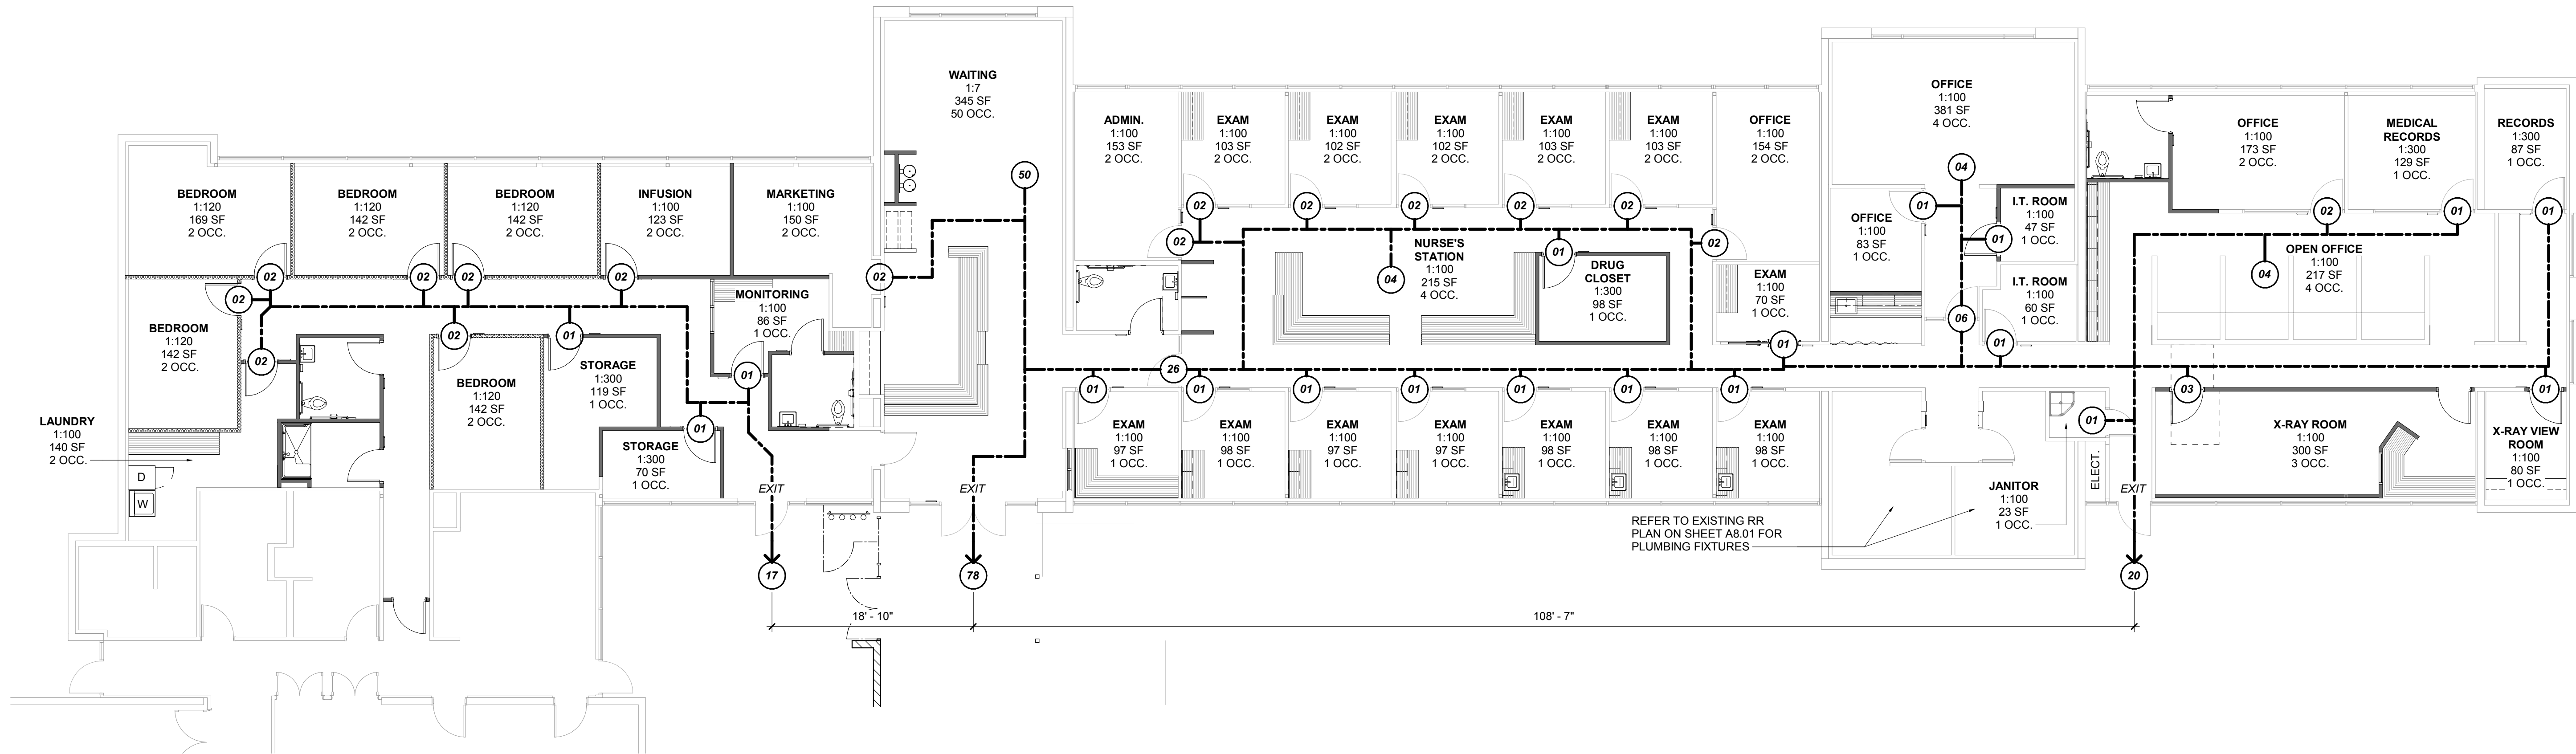 WAITING
1:7
345 SF
50 OCC.
OFFICE
1:100
381 SF
4 OCC.
ADMIN.
1:100
153 SF
2 OCC.
EXAM
1:100
103 SF
2 OCC.
EXAM
1:100
102 SF
2 OCC.
EXAM
1:100
102 SF
2 OCC.
EXAM
1:100
103 SF
2 OCC.
EXAM
1:100
103 SF
2 OCC.
OFFICE
1:100
154 SF
2 OCC.
OFFICE
1:100
173 SF
2 OCC.
MEDICAL
RECORDS
1:300
129 SF
1 OCC.
RECORDS
1:300
87 SF
1 OCC.
BEDROOM
1:120
169 SF
2 OCC.
BEDROOM
1:120
142 SF
2 OCC.
BEDROOM
1:120
142 SF
2 OCC.
INFUSION
1:100
123 SF
2 OCC.
MARKETING
1:100
150 SF
2 OCC.
50
04
02
02
02
02
02
01
OFFICE
1:100
83 SF
1 OCC.
I.T. ROOM
1:100
47 SF
1 OCC.
02
01
01
02
02
01
01
04
NURSE'S
STATION
1:100
215 SF
4 OCC.
DRUG
CLOSET
1:300
98 SF
1 OCC.
EXAM
1:100
70 SF
1 OCC.
I.T. ROOM
1:100
60 SF
1 OCC.
04
OPEN OFFICE
1:100
217 SF
4 OCC.
02
02
02
02
02
02
MONITORING
1:100
86 SF
1 OCC.
BEDROOM
1:120
142 SF
2 OCC.
02
02
01
06
01
01
STORAGE
1:300
119 SF
1 OCC.
BEDROOM
1:120
142 SF
2 OCC.
01
26
01
01
01
01
01
01
01
03
01
LAUNDRY
1:100
140 SF
2 OCC.
01
STORAGE
1:300
70 SF
1 OCC.
EXAM
1:100
97 SF
1 OCC.
EXAM
1:100
98 SF
1 OCC.
EXAM
1:100
97 SF
1 OCC.
EXAM
1:100
97 SF
1 OCC.
EXAM
1:100
98 SF
1 OCC.
EXAM
1:100
98 SF
1 OCC.
EXAM
1:100
98 SF
1 OCC.
01
X-RAY ROOM
1:100
300 SF
3 OCC.
X-RAY VIEW
ROOM
1:100
80 SF
1 OCC.
D
W
ELECT.
JANITOR
1:100
23 SF
1 OCC.
EXIT
EXIT
EXIT
REFER TO EXISTING RR
PLAN ON SHEET A8.01 FOR
PLUMBING FIXTURES
17
78
20
18' - 10"
108' - 7"